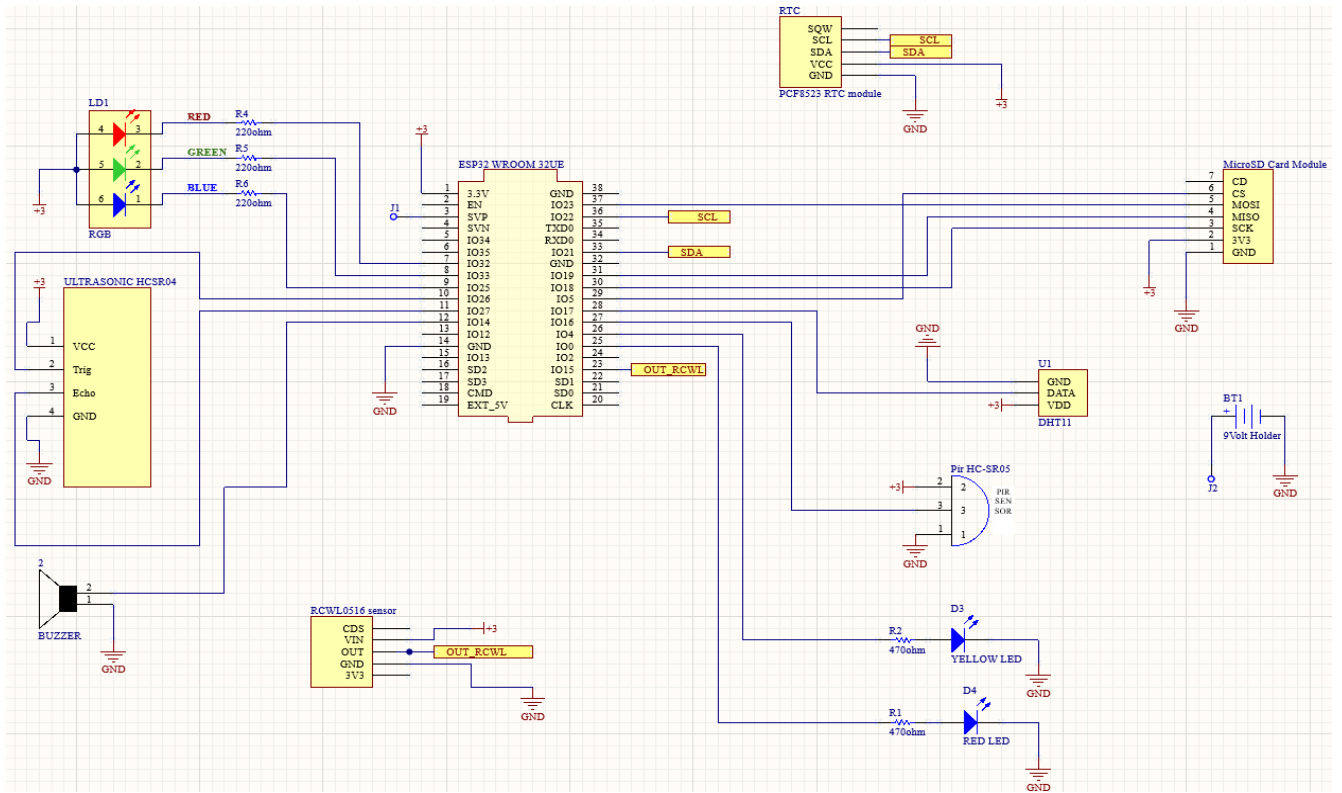 RTC
SQW
SCL
SDA
VCC
GND
SCL
SDA
PCF8523 RTC module
+3
GND
LD1
4
3
5
2
6
1
RED
GREEN
BLUE
R4
220ohm
R5
220ohm
R6
220ohm
+3
RGB
+3
J1
ESP32 WROOM 32UE
1 3.3V
2 EN
3 SVP
4 SVN
5 IO34
6 IO35
7 IO32
8 IO33
9 IO25
10 IO26
11 IO27
12 IO14
13 IO12
14 GND
15 IO13
16 SD2
17 SD3
18 CMD
19 EXT_5V
GND 38
IO23 37
IO22 36
TXD0 35
RXD0 34
IO21 33
GND 32
IO19 31
IO18 30
IO5 29
IO17 28
IO16 27
IO4 26
IO0 25
IO2 24
IO15 23
SD1 22
SD0 21
CLK 20
SCL
SDA
OUT_RCWL
GND
MicroSD Card Module
7 CD
6 CS
5 MOSI
4 MISO
3 SCK
2 3V3
1 GND
+3
GND
ULTRASONIC HCSR04
+3
1 VCC
2 Trig
3 Echo
4 GND
GND
GND
U1
GND
DATA
VDD
+3
DHT11
BT1
+
9Volt Holder
J2
GND
Pir HC-SR05
+3
2 2
3 3
1 1
PIR
SEN
SOR
GND
2
2
1
BUZZER
GND
RCWL0516 sensor
CDS
VIN
OUT
GND
3V3
+3
OUT_RCWL
GND
R2
470ohm
D3
YELLOW LED
GND
R1
470ohm
D4
RED LED
GND